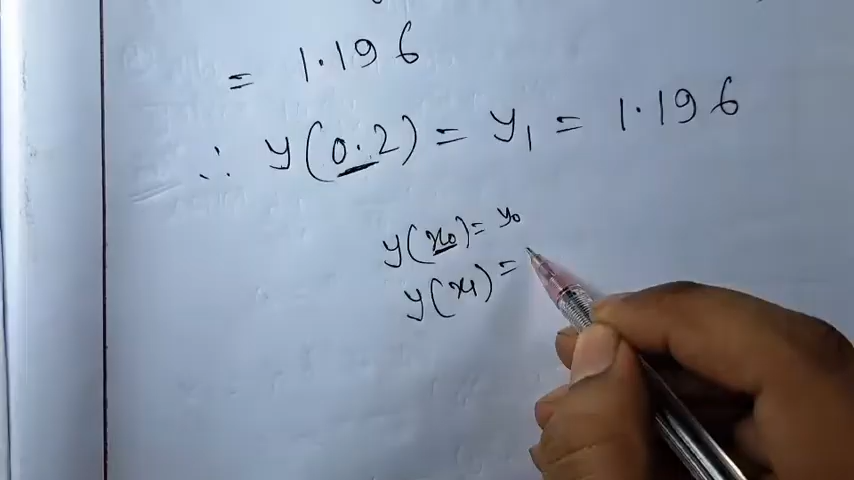 = 1.196
∴ y(0.2) = y₁ = 1.196
y(x₀) = y₀
y(x₁) =